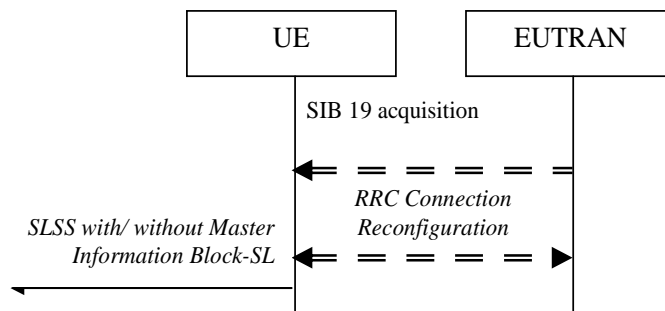 UE
EUTRAN
SIB 19 acquisition
RRC Connection
Reconfiguration
SLSS with/ without Master
Information Block-SL